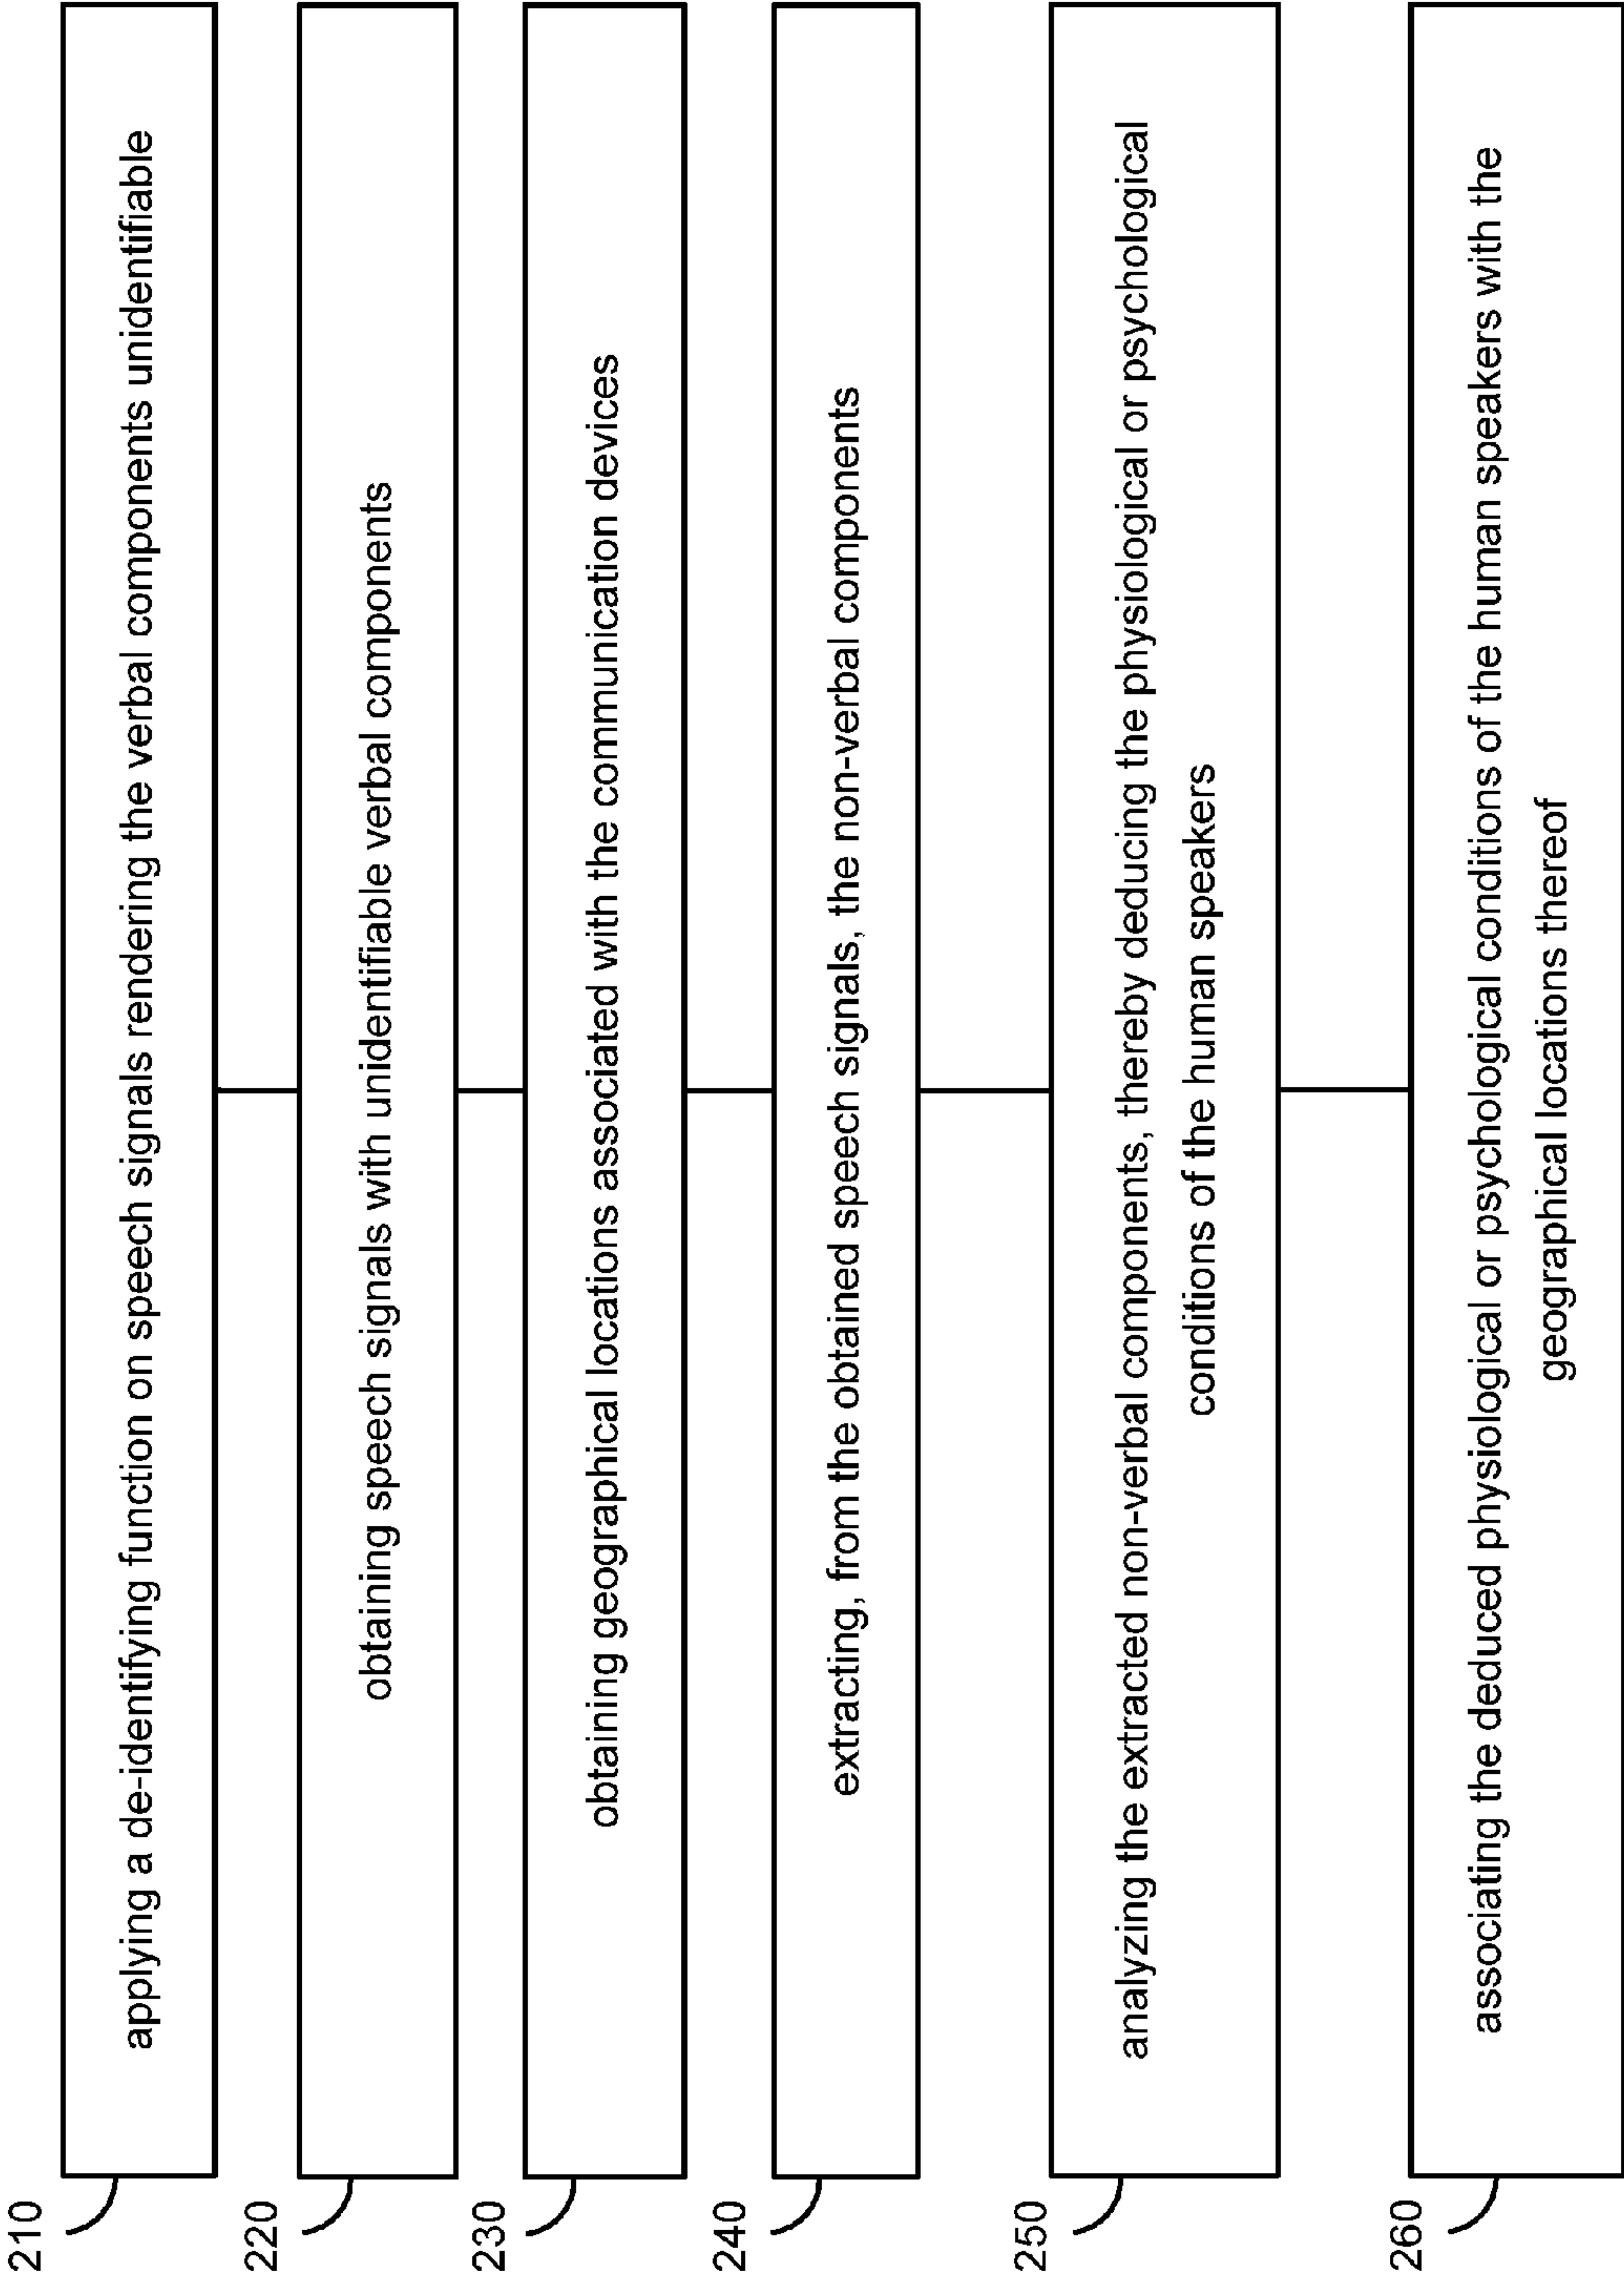 210
applying a de-identifying function on speech signals rendering the verbal components unidentifiable
220
obtaining speech signals with unidentifiable verbal components
230
obtaining geographical locations associated with the communication devices
240
extracting, from the obtained speech signals, the non-verbal components
250
analyzing the extracted non-verbal components, thereby deducing the physiological or psychological
conditions of the human speakers
260
associating the deduced physiological or psychological conditions of the human speakers with the
geographical locations thereof